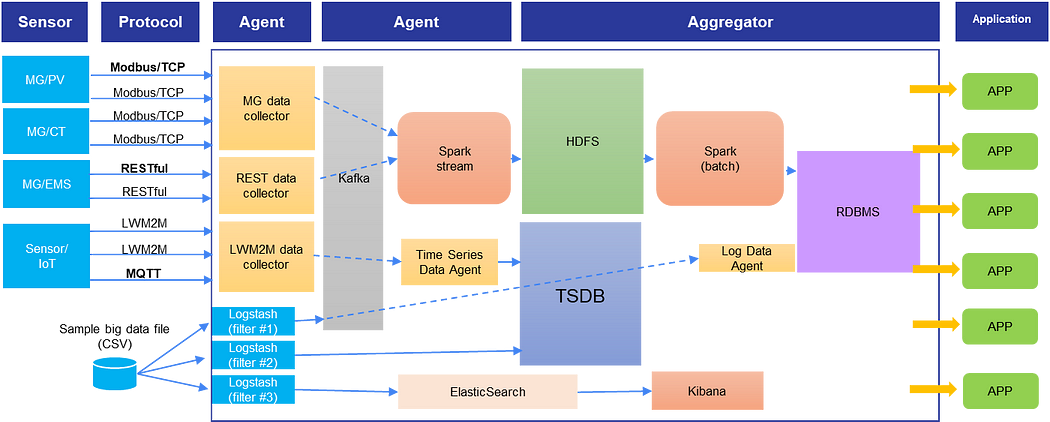 Sensor
Protocol
Agent
Agent
Aggregator
Application
MG/PV
MG/CT
MG/EMS
Sensor/
IoT
Modbus/TCP
Modbus/TCP
Modbus/TCP
Modbus/TCP
RESTful
RESTful
LWM2M
LWM2M
MQTT
Sample big data file
(CSV)
MG data
collector
REST data
collector
LWM2M data
collector
Logstash
(filter #1)
Logstash
(filter #2)
Logstash
(filter #3)
Kafka
Spark
stream
Time Series
Data Agent
ElasticSearch
HDFS
TSDB
Spark
(batch)
Log Data
Agent
Kibana
RDBMS
APP
APP
APP
APP
APP
APP